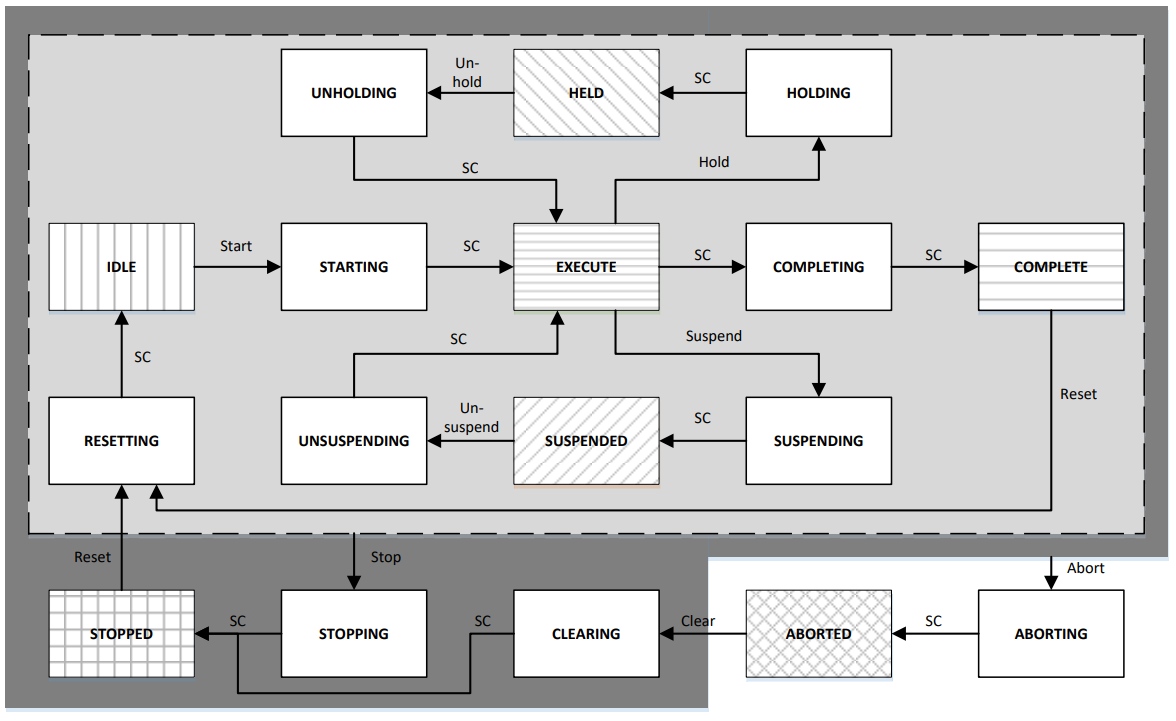 Un-
hold
SC
UNHOLDING
HELD
HOLDING
SC
Hold
Start
SC
SC
SC
IDLE
STARTING
EXECUTE
COMPLETING
COMPLETE
SC
SC
Suspend
Reset
Un-
suspend
SC
RESETTING
UNSUSPENDING
SUSPENDED
SUSPENDING
Reset
Stop
Abort
SC
SC
Clear
SC
STOPPED
STOPPING
CLEARING
ABORTED
ABORTING